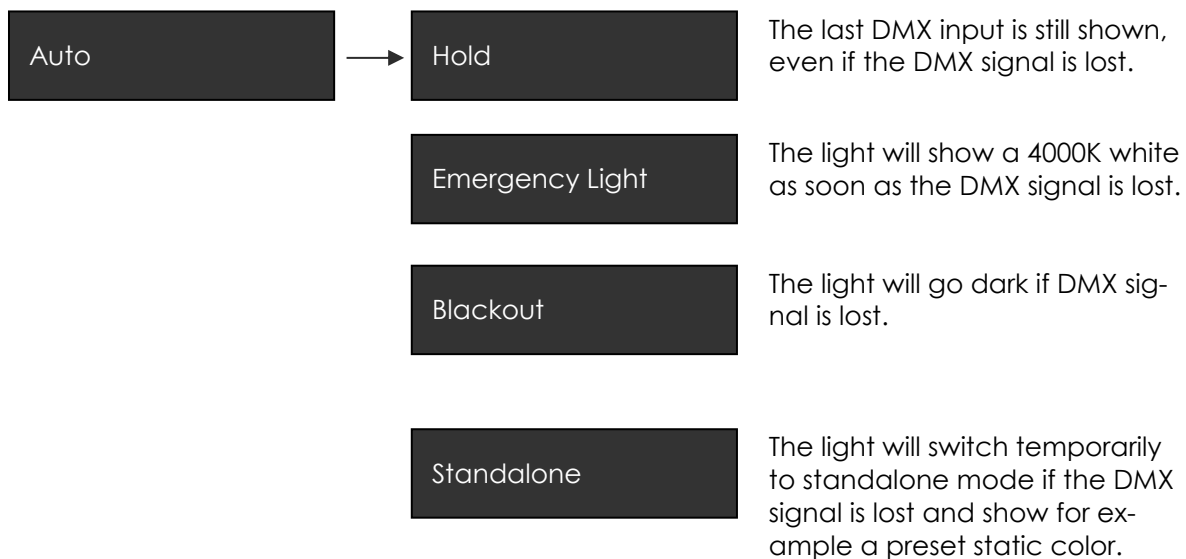 Auto
Hold
The last DMX input is still shown,
even if the DMX signal is lost.
Emergency Light
The light will show a 4000K white
as soon as the DMX signal is lost.
Blackout
The light will go dark if DMX sig-
nal is lost.
Standalone
The light will switch temporarily
to standalone mode if the DMX
signal is lost and show for ex-
ample a preset static color.